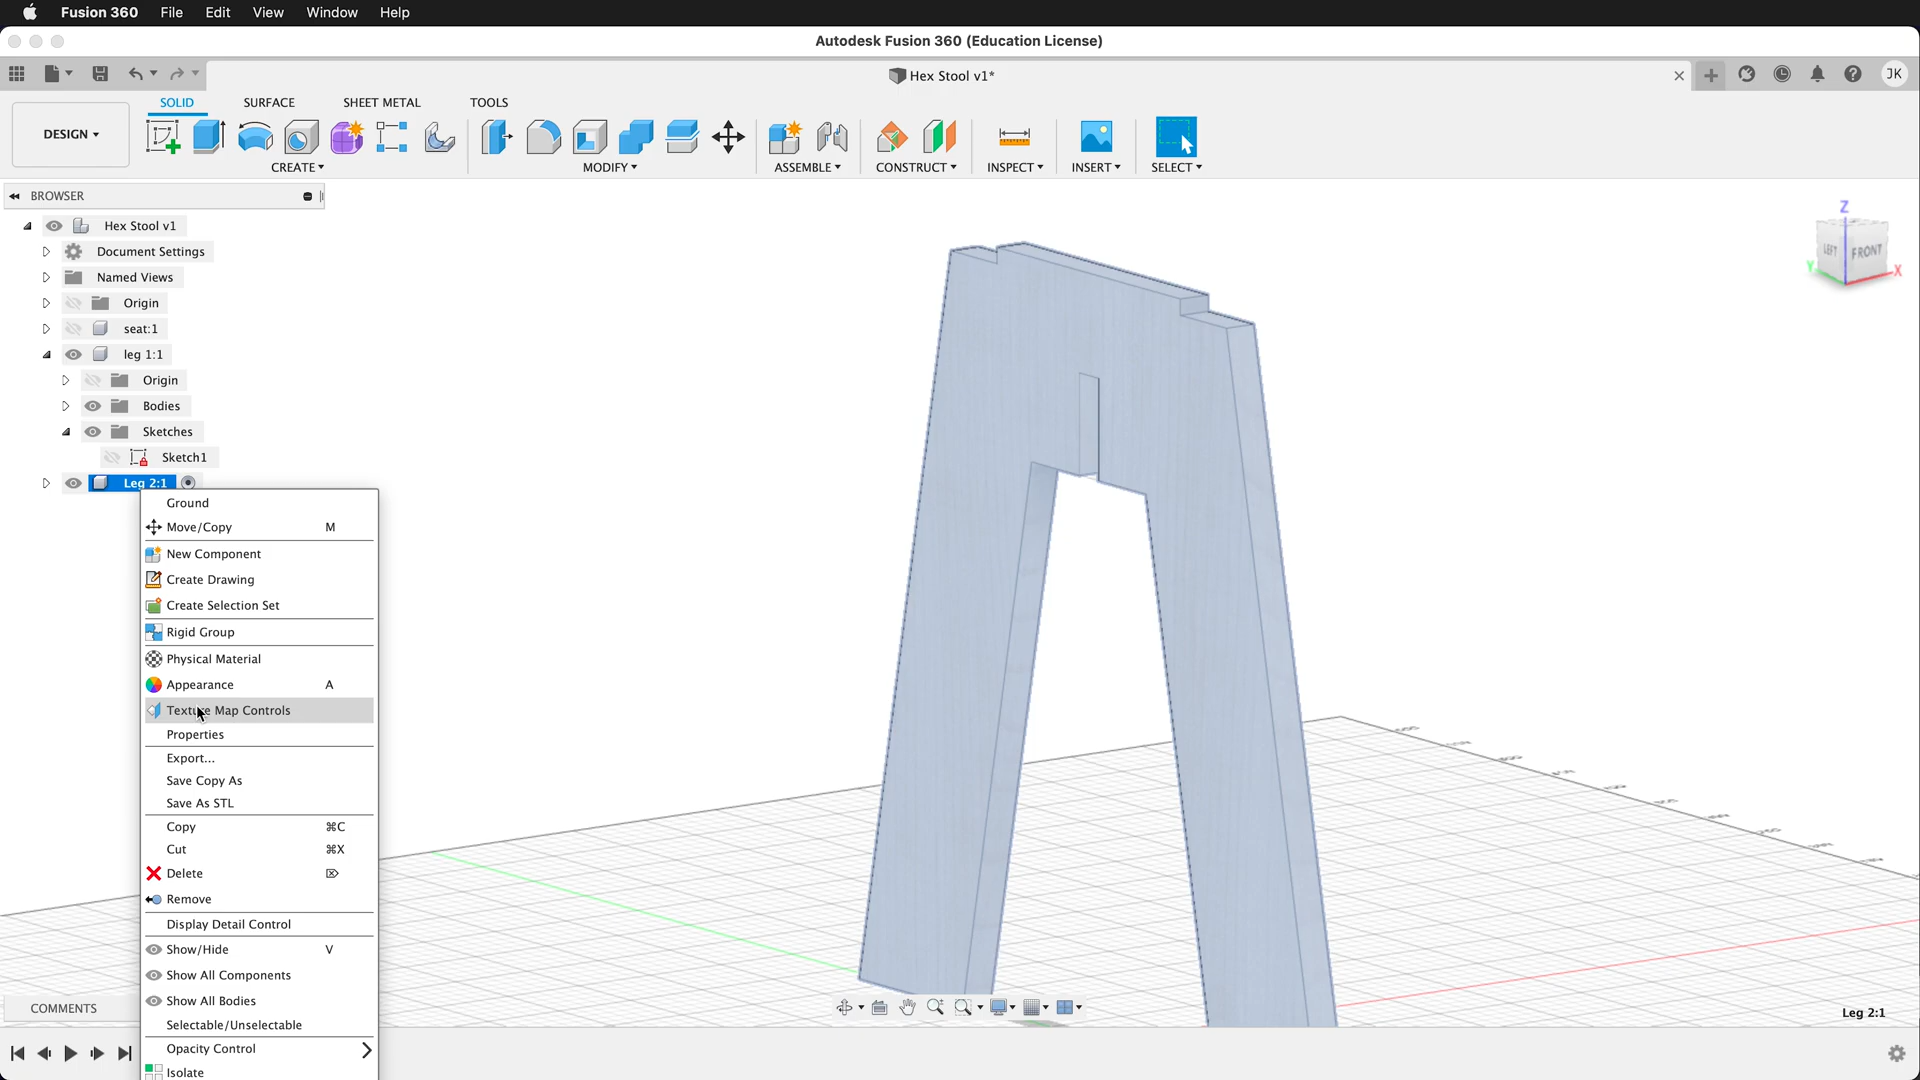 Fusion 360 File Edit View Window Help
Autodesk Fusion 360 (Education License)
Hex Stool v1*
JK
SOLID SURFACE SHEET METAL TOOLS
DESIGN
CREATE MODIFY ASSEMBLE CONSTRUCT INSPECT INSERT SELECT
BROWSER
Hex Stool v1
Document Settings
Named Views
Origin
seat:1
leg 1:1
Origin
Bodies
Sketches
Sketch1
Leg 2:1
Ground
Move/Copy M
New Component
Create Drawing
Create Selection Set
Rigid Group
Physical Material
Appearance A
Texture Map Controls
Properties
Export...
Save Copy As
Save As STL
Copy ⌘C
Cut ⌘X
Delete ⌦
Remove
Display Detail Control
Show/Hide V
Show All Components
Show All Bodies
Selectable/Unselectable
Opacity Control
Isolate
Z
LEFT FRONT
Y X
COMMENTS
Leg 2:1